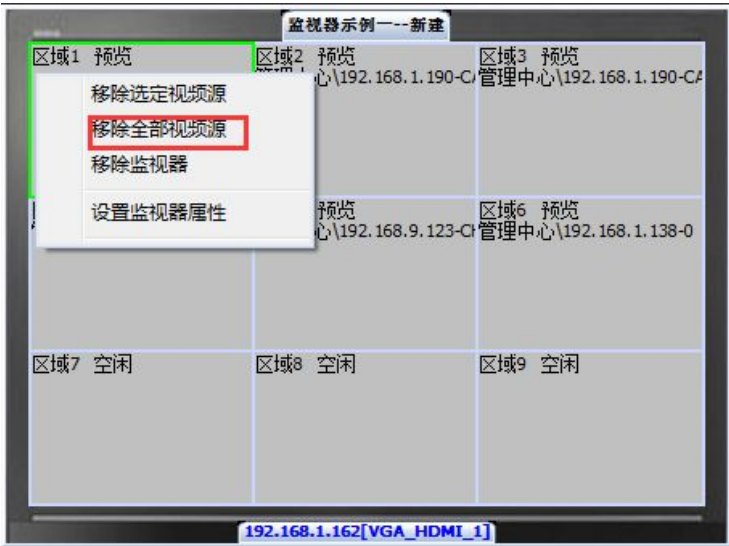 监视器示例一--新建
区域1 预览
区域2 预览
心\192.168.1.190-CA
区域3 预览
管理中心\192.168.1.190-CA
移除选定视频源
移除全部视频源
移除监视器
设置监视器属性
预览
心\192.168.9.123-CH
区域6 预览
管理中心\192.168.1.138-0
区域7 空闲
区域8 空闲
区域9 空闲
192.168.1.162[VGA_HDMI_1]